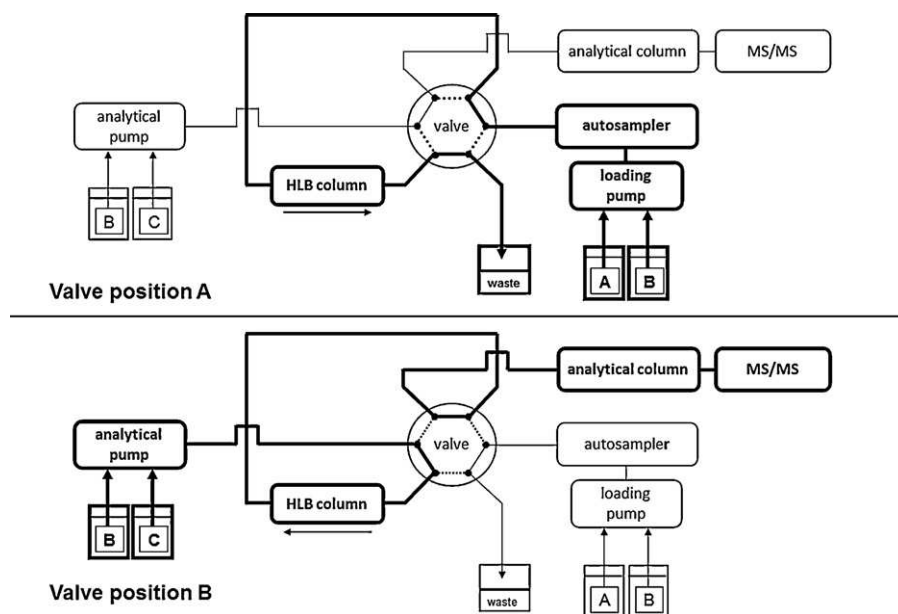 analytical column
MS/MS
analytical
pump
valve
autosampler
HLB column
loading
pump
B
C
A
B
waste
Valve position A
analytical column
MS/MS
analytical
pump
valve
autosampler
HLB column
loading
pump
B
C
A
B
waste
Valve position B